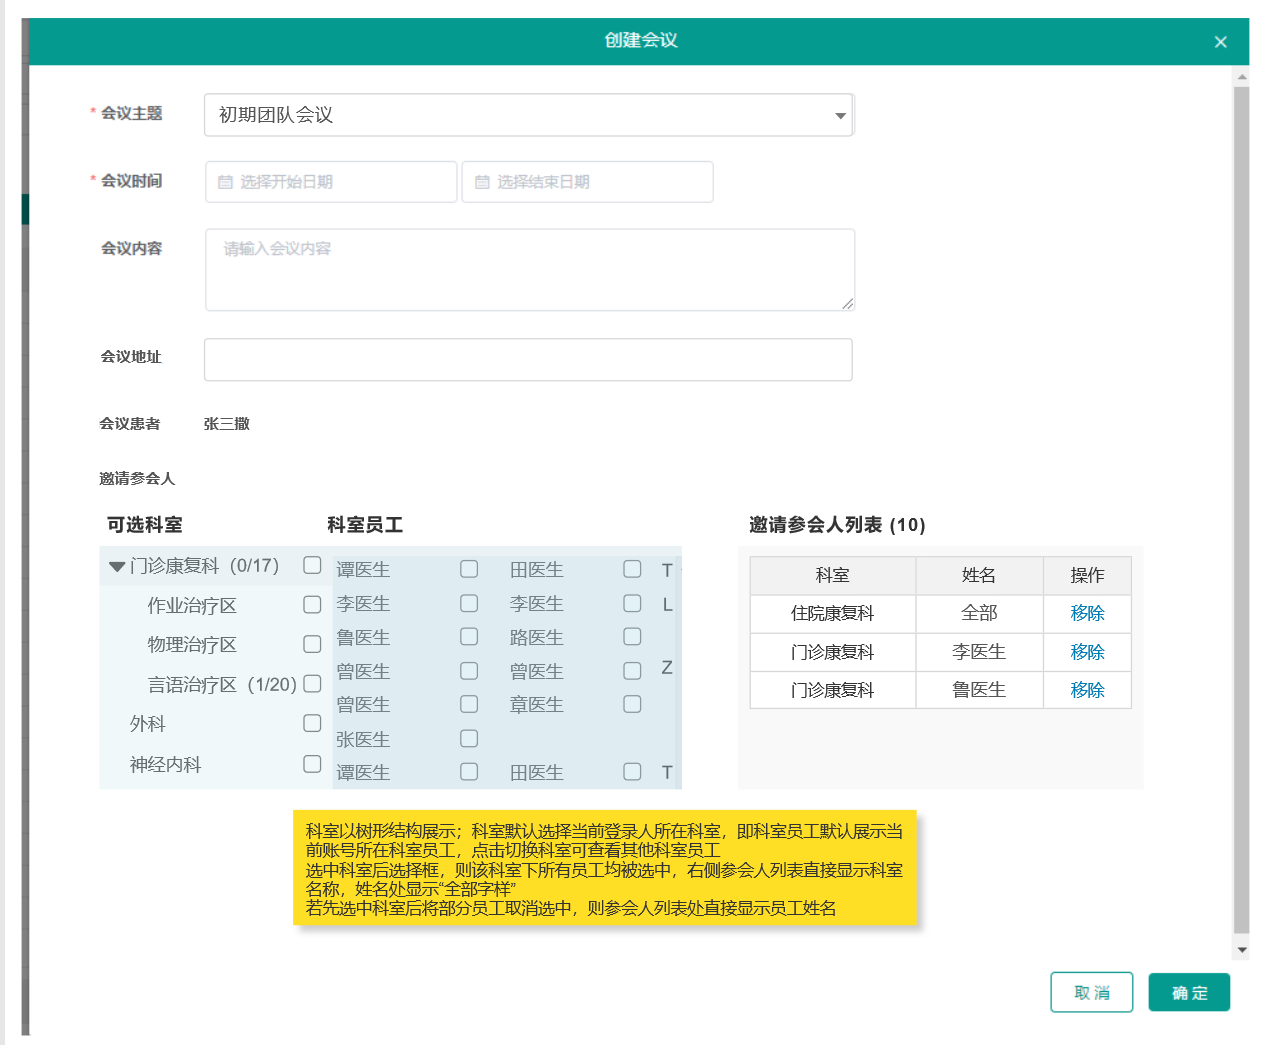 创建会议
* 会议主题
初期团队会议
* 会议时间
选择开始日期
选择结束日期
会议内容
请输入会议内容
会议地址
会议患者
张三撒
邀请参会人
可选科室
科室员工
邀请参会人列表 (10)
门诊康复科 (0/17)
作业治疗区
物理治疗区
言语治疗区 (1/20)
外科
神经内科
谭医生 田医生 T
李医生 李医生 L
鲁医生 路医生
曾医生 曾医生 Z
曾医生 章医生
张医生
谭医生 田医生 T
科室 姓名 操作
住院康复科 全部 移除
门诊康复科 李医生 移除
门诊康复科 鲁医生 移除
科室以树形结构展示；科室默认选择当前登录人所在科室，即科室员工默认展示当
前账号所在科室员工，点击切换科室可查看其他科室员工
选中科室后选择框，则该科室下所有员工均被选中，右侧参会人列表直接显示科室
名称，姓名处显示“全部字样”
若先选中科室后将部分员工取消选中，则参会人列表处直接显示员工姓名
取消
确定